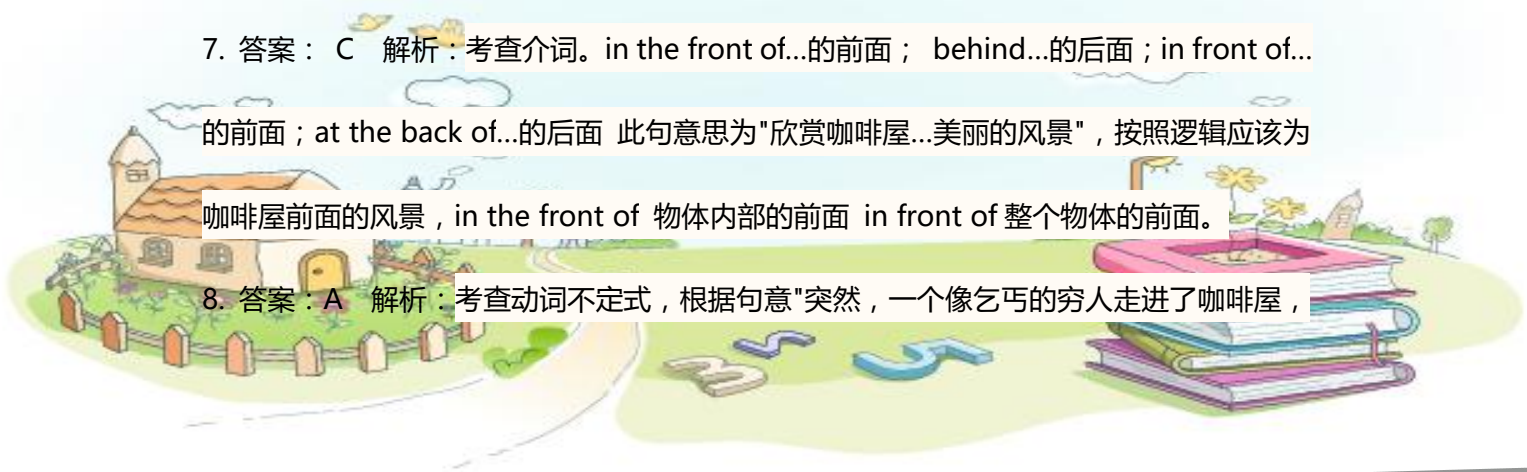 7. 答案： C 解析：考查介词。in the front of...的前面； behind...的后面；in front of...
的前面；at the back of...的后面 此句意思为"欣赏咖啡屋...美丽的风景"，按照逻辑应该为
咖啡屋前面的风景，in the front of 物体内部的前面 in front of 整个物体的前面。
8. 答案：A 解析：考查动词不定式，根据句意"突然，一个像乞丐的穷人走进了咖啡屋，